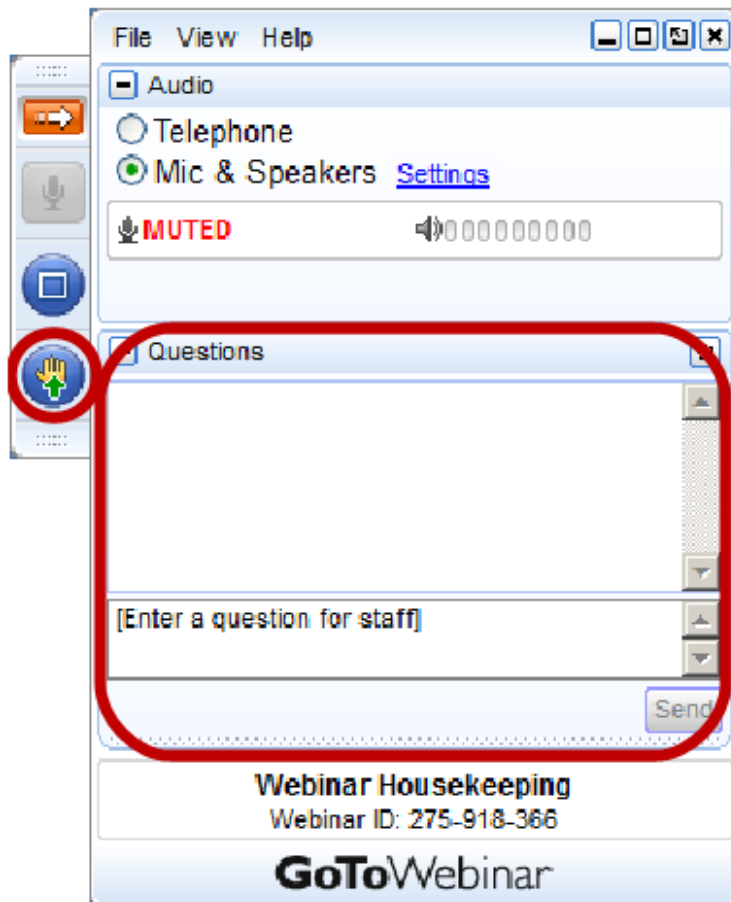 File View Help
Audio
Telephone
Mic & Speakers Settings
MUTED
Questions
[Enter a question for staff]
Send
Webinar Housekeeping
Webinar ID: 275-918-366
GoToWebinar